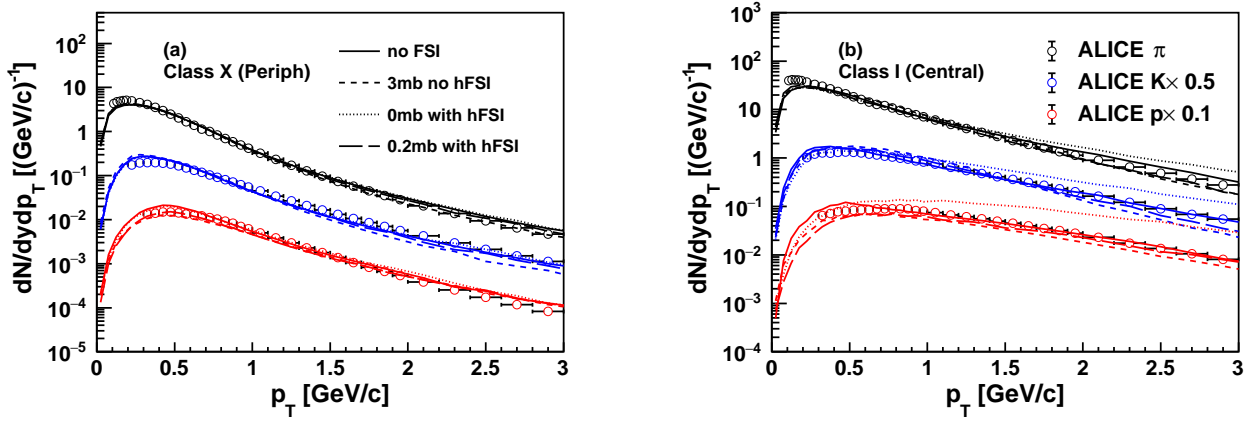 (a)
Class X (Periph)
no FSI
3mb no hFSI
0mb with hFSI
0.2mb with hFSI
10²
10
1
10⁻¹
10⁻²
10⁻³
10⁻⁴
10⁻⁵
dN/dydp_T [(GeV/c)⁻¹]
0 0.5 1 1.5 2 2.5 3
p_T [GeV/c]
(b)
Class I (Central)
ALICE π
ALICE K× 0.5
ALICE p× 0.1
10³
10²
10
1
10⁻¹
10⁻²
10⁻³
10⁻⁴
dN/dydp_T [(GeV/c)⁻¹]
0 0.5 1 1.5 2 2.5 3
p_T [GeV/c]